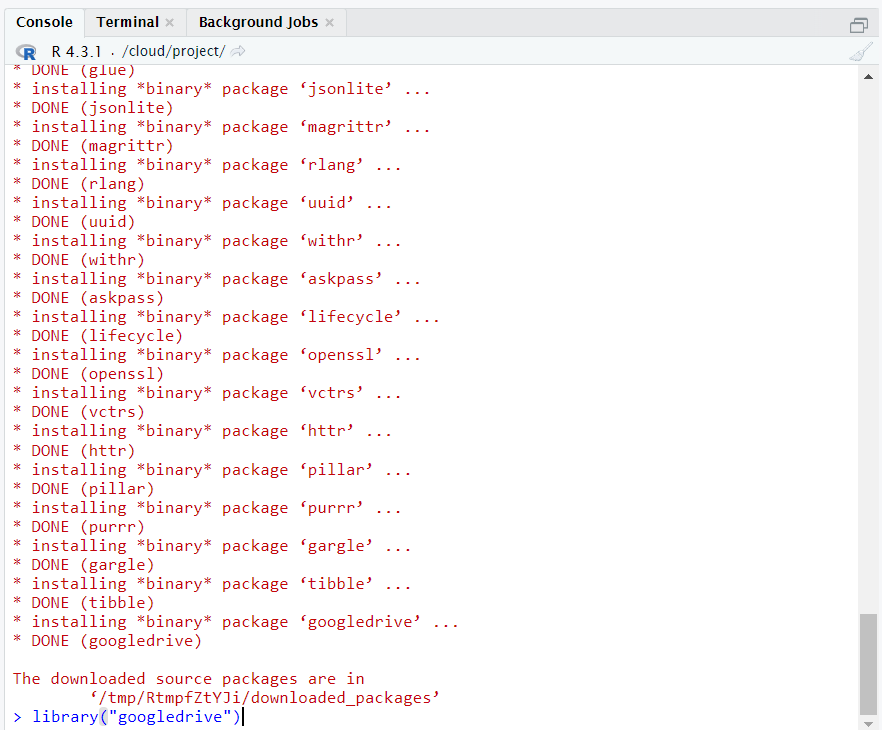 Console Terminal × Background Jobs ×
R R 4.3.1 . /cloud/project/
* DONE (glue)
* installing *binary* package ‘jsonlite’ ...
* DONE (jsonlite)
* installing *binary* package ‘magrittr’ ...
* DONE (magrittr)
* installing *binary* package ‘rlang’ ...
* DONE (rlang)
* installing *binary* package ‘uuid’ ...
* DONE (uuid)
* installing *binary* package ‘withr’ ...
* DONE (withr)
* installing *binary* package ‘askpass’ ...
* DONE (askpass)
* installing *binary* package ‘lifecycle’ ...
* DONE (lifecycle)
* installing *binary* package ‘openssl’ ...
* DONE (openssl)
* installing *binary* package ‘vctrs’ ...
* DONE (vctrs)
* installing *binary* package ‘httr’ ...
* DONE (httr)
* installing *binary* package ‘pillar’ ...
* DONE (pillar)
* installing *binary* package ‘purrr’ ...
* DONE (purrr)
* installing *binary* package ‘gargle’ ...
* DONE (gargle)
* installing *binary* package ‘tibble’ ...
* DONE (tibble)
* installing *binary* package ‘googledrive’ ...
* DONE (googledrive)
The downloaded source packages are in
‘/tmp/RtmpfZtYJi/downloaded_packages’
> library("googledrive")